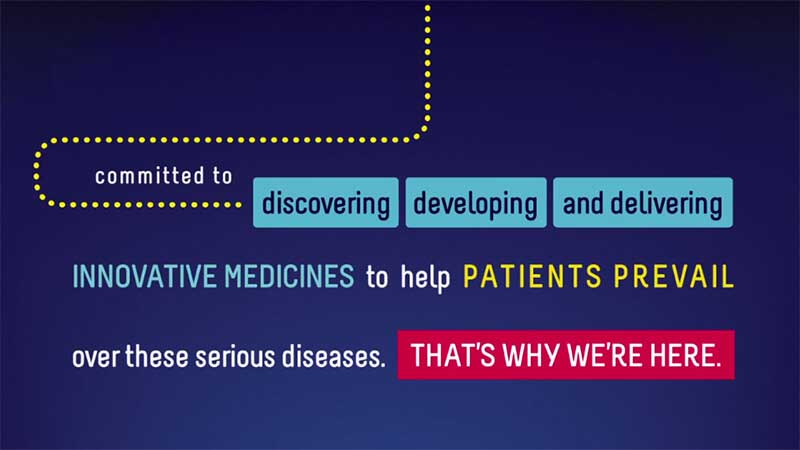 committed to discovering developing and delivering
INNOVATIVE MEDICINES to help PATIENTS PREVAIL
over these serious diseases. THAT'S WHY WE'RE HERE.